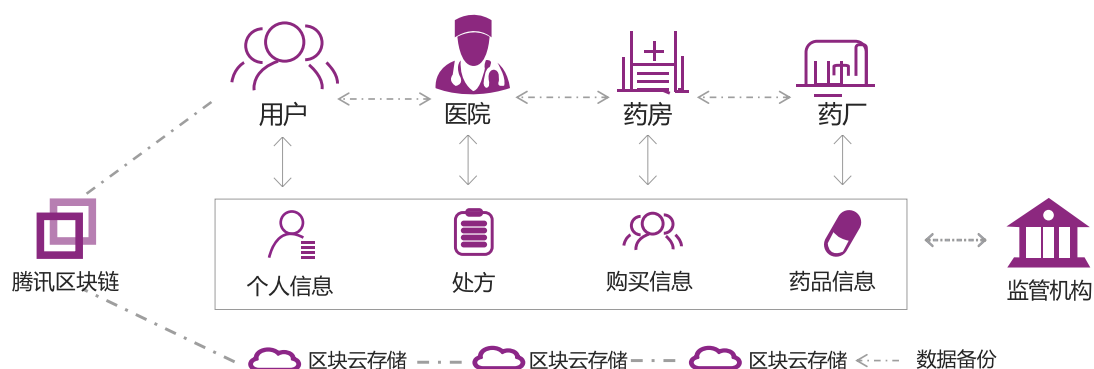 用户
医院
药房
药厂
腾讯区块链
个人信息
处方
购买信息
药品信息
监管机构
区块云存储
区块云存储
区块云存储
数据备份